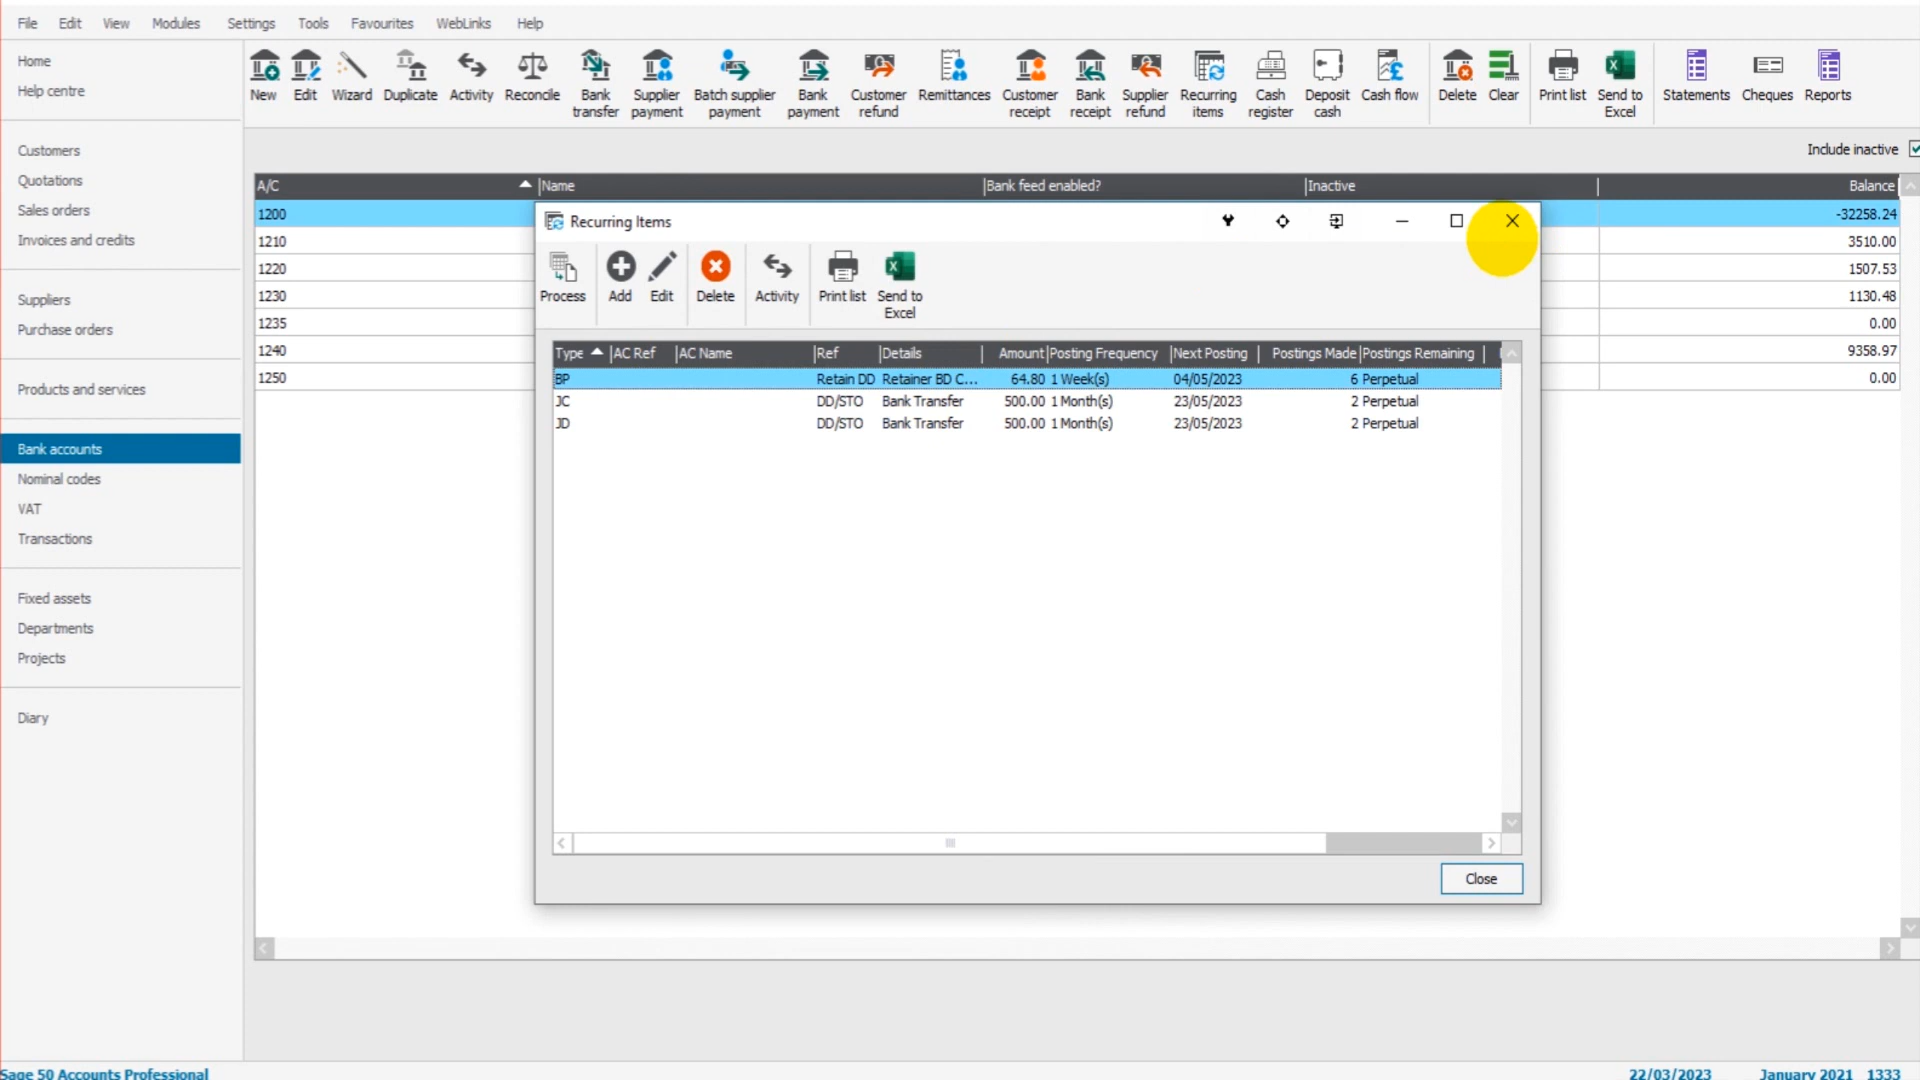 File Edit View Modules Settings Tools Favourites WebLinks Help
Home
Help centre
Customers
Quotations
Sales orders
Invoices and credits
Suppliers
Purchase orders
Products and services
Bank accounts
Nominal codes
VAT
Transactions
Fixed assets
Departments
Projects
Diary
New Edit Wizard Duplicate Activity Reconcile Bank transfer Supplier payment Batch supplier payment Bank payment Customer refund Remittances Customer receipt Bank receipt Supplier refund Recurring items Cash register Deposit cash Cash flow Delete Clear Print list Send to Excel Statements Cheques Reports
Include inactive
A/C Name Bank feed enabled? Inactive Balance
1200 -32258.24
1210 3510.00
1220 1507.53
1230 1130.48
1235 0.00
1240 9358.97
1250 0.00
Recurring Items
Process Add Edit Delete Activity Print list Send to Excel
Type AC Ref AC Name Ref Details Amount Posting Frequency Next Posting Postings Made Postings Remaining
BP Retain DD Retainer BD C... 64.80 1 Week(s) 04/05/2023 6 Perpetual
JC DD/STO Bank Transfer 500.00 1 Month(s) 23/05/2023 2 Perpetual
JD DD/STO Bank Transfer 500.00 1 Month(s) 23/05/2023 2 Perpetual
Close
Sage 50 Accounts Professional 22/03/2023 January 2021 1333